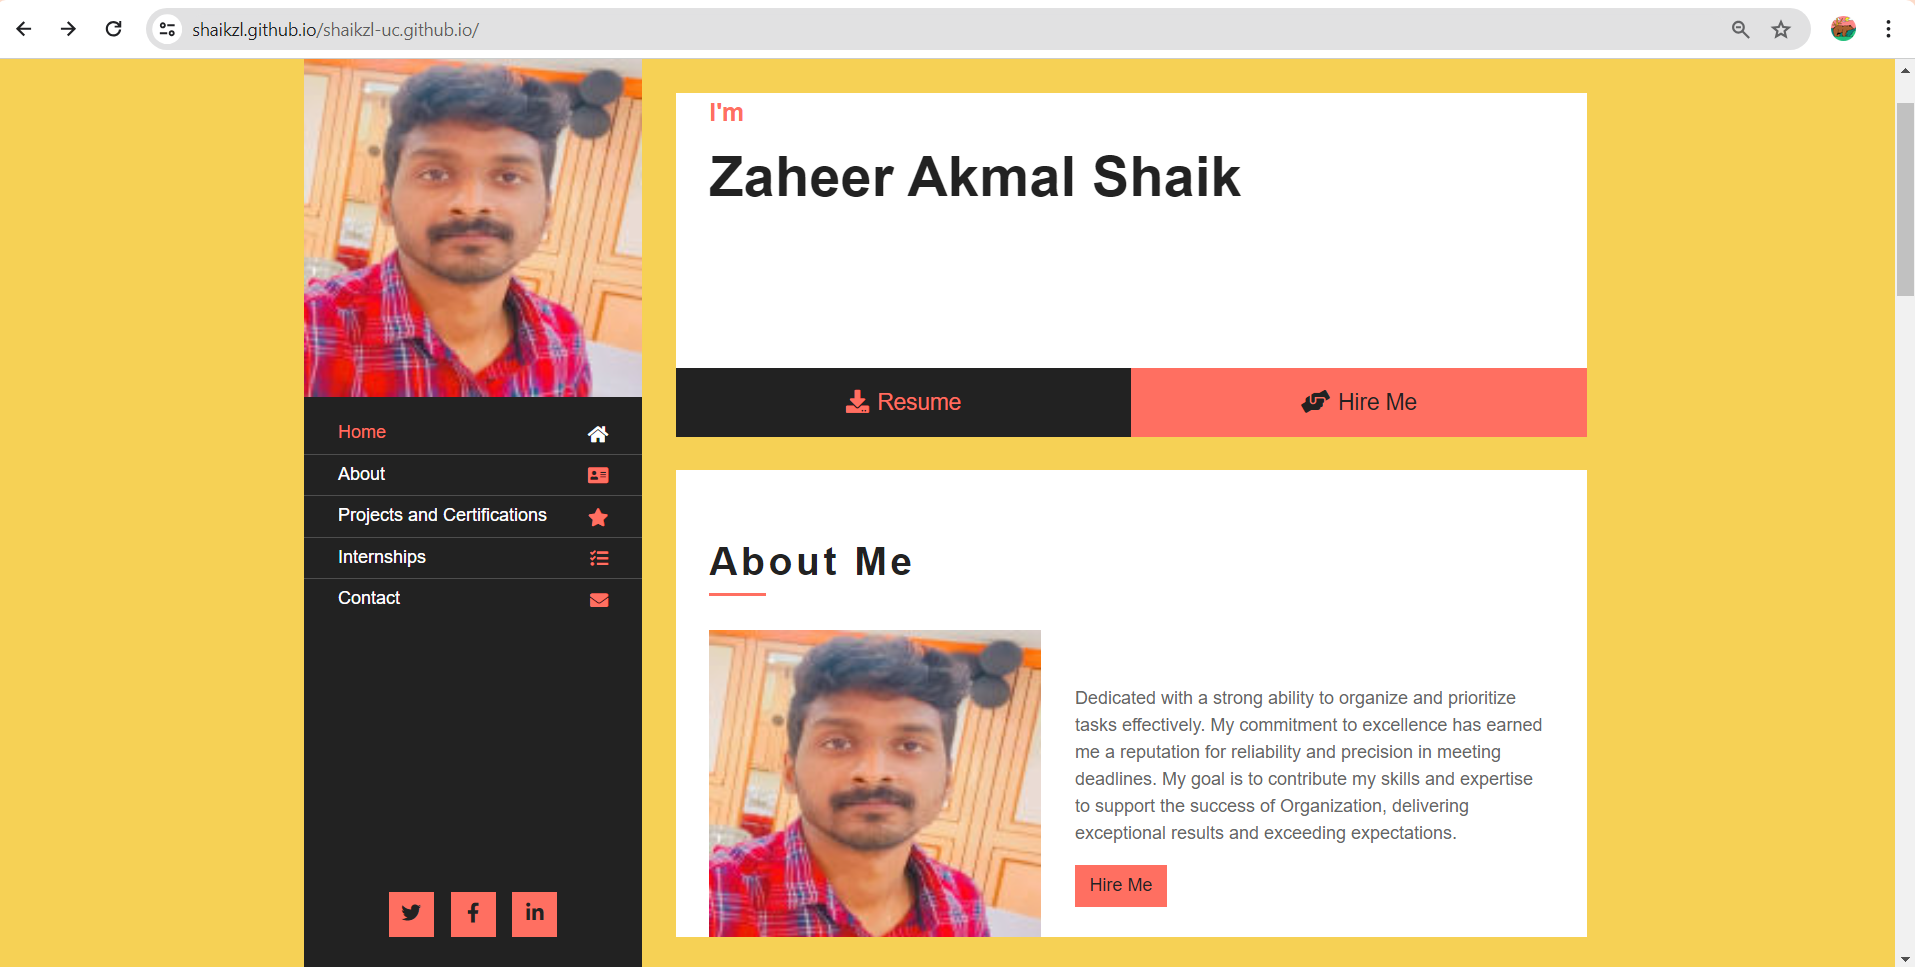 shaikzl.github.io/shaikzl-uc.github.io/
I'm
Zaheer Akmal Shaik
Resume
Hire Me
Home
About
Projects and Certifications
Internships
Contact
About Me
Dedicated with a strong ability to organize and prioritize
tasks effectively. My commitment to excellence has earned
me a reputation for reliability and precision in meeting
deadlines. My goal is to contribute my skills and expertise
to support the success of Organization, delivering
exceptional results and exceeding expectations.
Hire Me